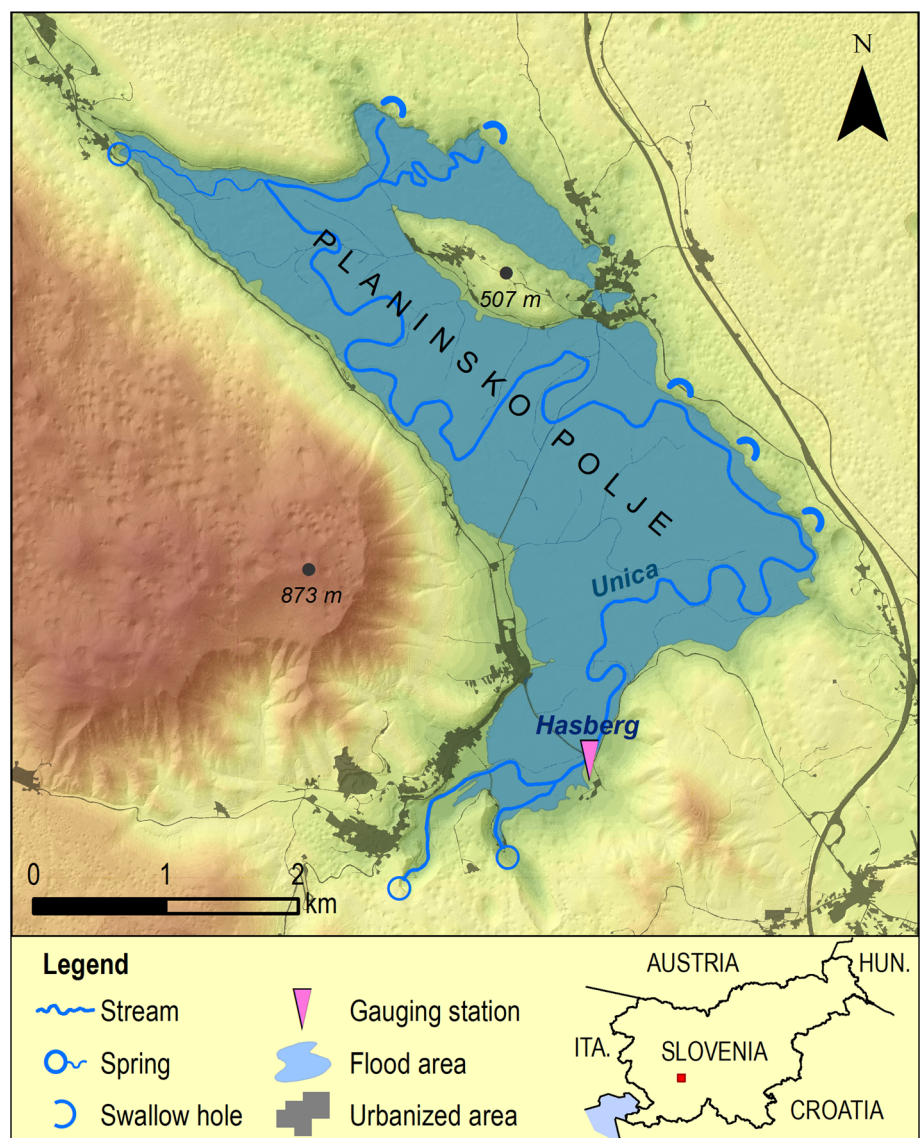 N
507 m
PLANINSKO POLJE
873 m
Unica
Hasberg
0 1 2
km
Legend
Stream
Spring
Swallow hole
Gauging station
Flood area
Urbanized area
AUSTRIA
HUN.
ITA.
SLOVENIA
CROATIA